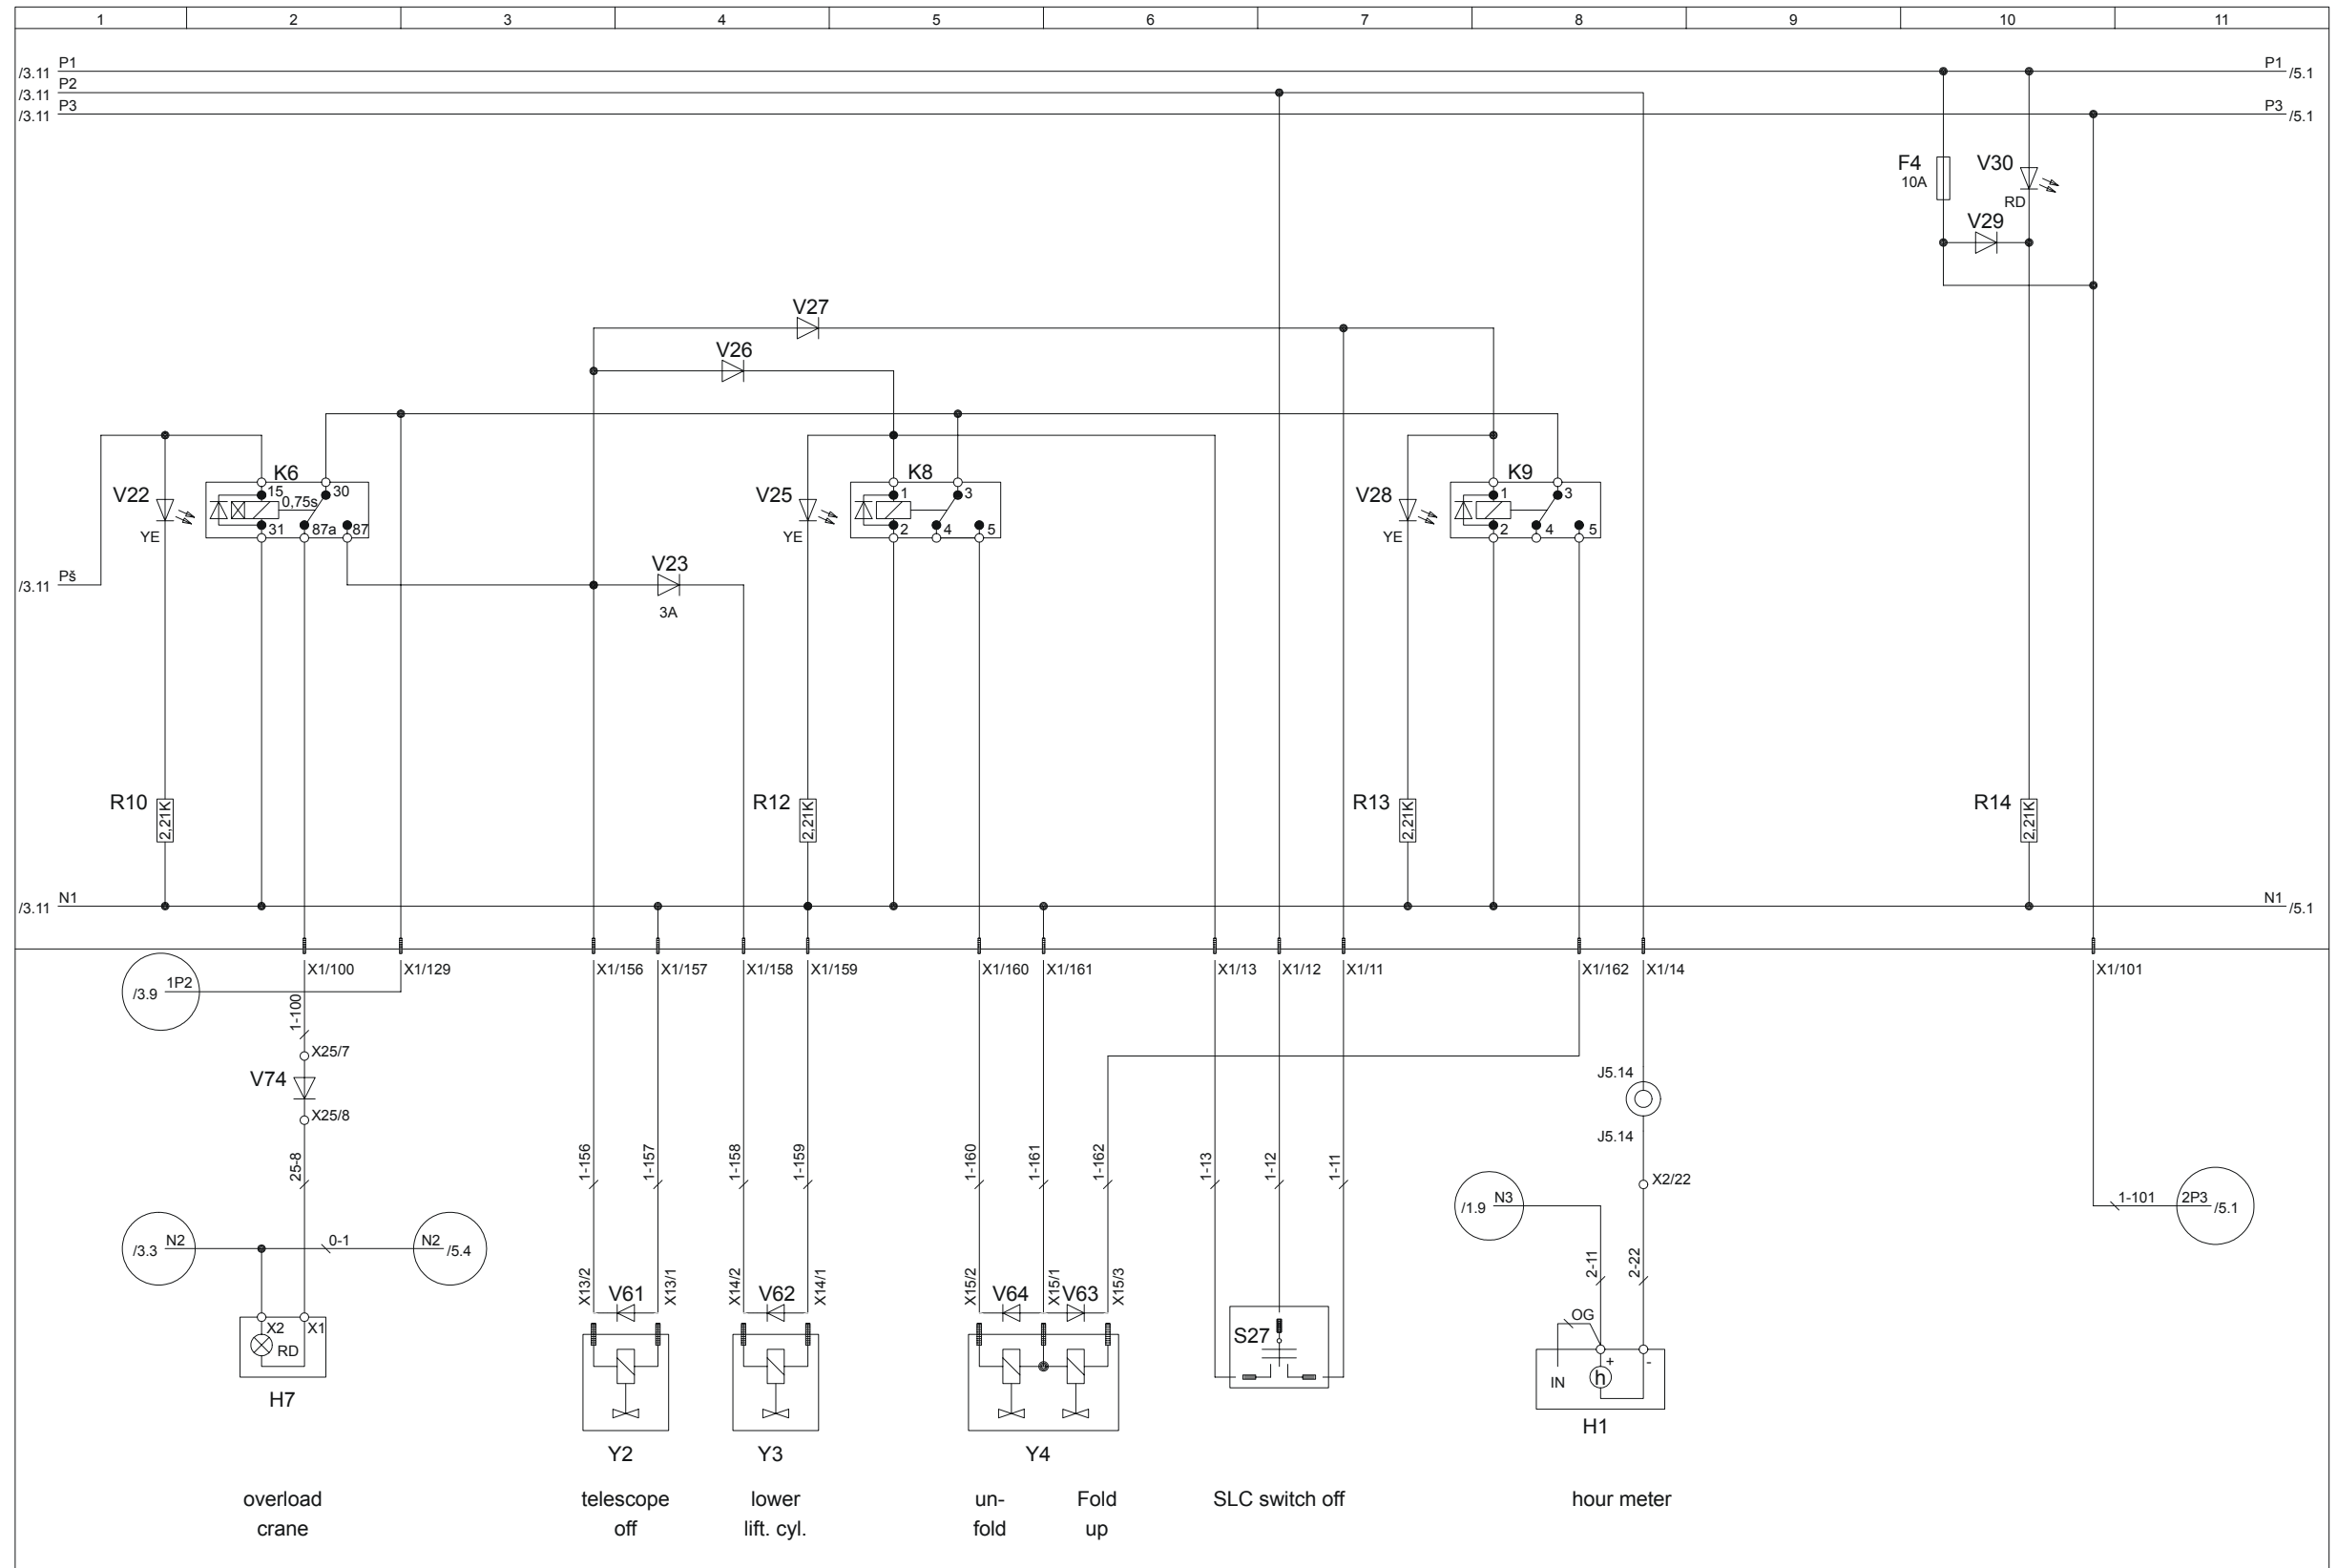 1 2 3 4 5 6 7 8 9 10 11
/3.11 P1 P1 /5.1
/3.11 P2
/3.11 P3 P3 /5.1
F4 V30
10A
RD
V29
V27
V26
K6 K8 K9
V22 15 0,75s 30 V25 1 3 V28 1 3
YE 31 87a 87 YE 2 4 5 YE 2 4 5
V23
/3.11 Pš
3A
R10 2,21K R12 2,21K R13 2,21K R14 2,21K
/3.11 N1 N1 /5.1
X1/100 X1/129 X1/156 X1/157 X1/158 X1/159 X1/160 X1/161 X1/13 X1/12 X1/11 X1/162 X1/14 X1/101
/3.9 1P2
1-100
X25/7
V74
X25/8
J5.14
J5.14
25-8 1-156 1-157 1-158 1-159 1-160 1-161 1-162 1-13 1-12 1-11
X2/22
/1.9 N3 1-101 2P3 /5.1
/3.3 N2 0-1 N2 /5.4
2-11 2-22
X13/2 V61 X13/1 X14/2 V62 X14/1 X15/2 V64 X15/1 V63 X15/3
X2 X1 S27 OG
RD + -
IN h
H7 H1
Y2 Y3 Y4
overload telescope lower un- Fold SLC switch off hour meter
crane off lift. cyl. fold up